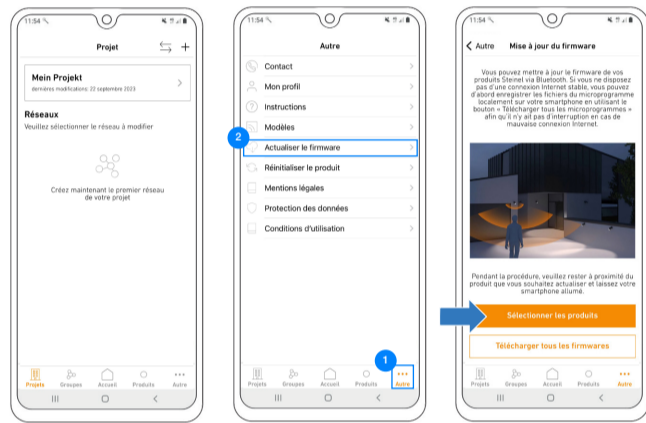 11:54
Projet
Mein Projekt
dernières modifications: 22 septembre 2023
Réseaux
Veuillez sélectionner le réseau à modifier
Créez maintenant le premier réseau
de votre projet
Projets Groupes Accueil Produits Autre
11:54
Autre
Contact
Mon profil
Instructions
Modèles
2
Actualiser le firmware
Réinitialiser le produit
Mentions légales
Protection des données
Conditions d'utilisation
1
Projets Groupes Accueil Produits Autre
11:54
Autre Mise à jour du firmware
Vous pouvez mettre à jour le firmware de vos
produits Steinel via Bluetooth. Si vous ne disposez
pas d'une connexion Internet stable, vous pouvez
d'abord enregistrer les fichiers du microprogramme
localement sur votre smartphone en utilisant le
bouton « Télécharger tous les microprogrammes »
afin qu'il n'y ait pas d'interruption en cas de
mauvaise connexion Internet.
Pendant la procédure, veuillez rester à proximité du
produit que vous souhaitez actualiser et laissez votre
smartphone allumé.
Sélectionner les produits
Télécharger tous les firmwares
Projets Groupes Accueil Produits Autre